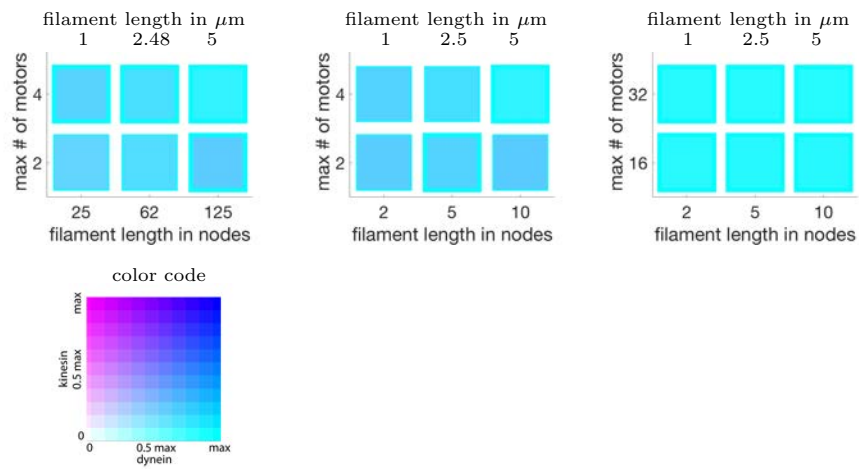 filament length in μm
1 2.48 5
max # of motors
4
2
25 62 125
filament length in nodes
filament length in μm
1 2.5 5
max # of motors
4
2
2 5 10
filament length in nodes
filament length in μm
1 2.5 5
max # of motors
32
16
2 5 10
filament length in nodes
color code
max
0.5 max
kinesin
0
0 0.5 max max
dynein